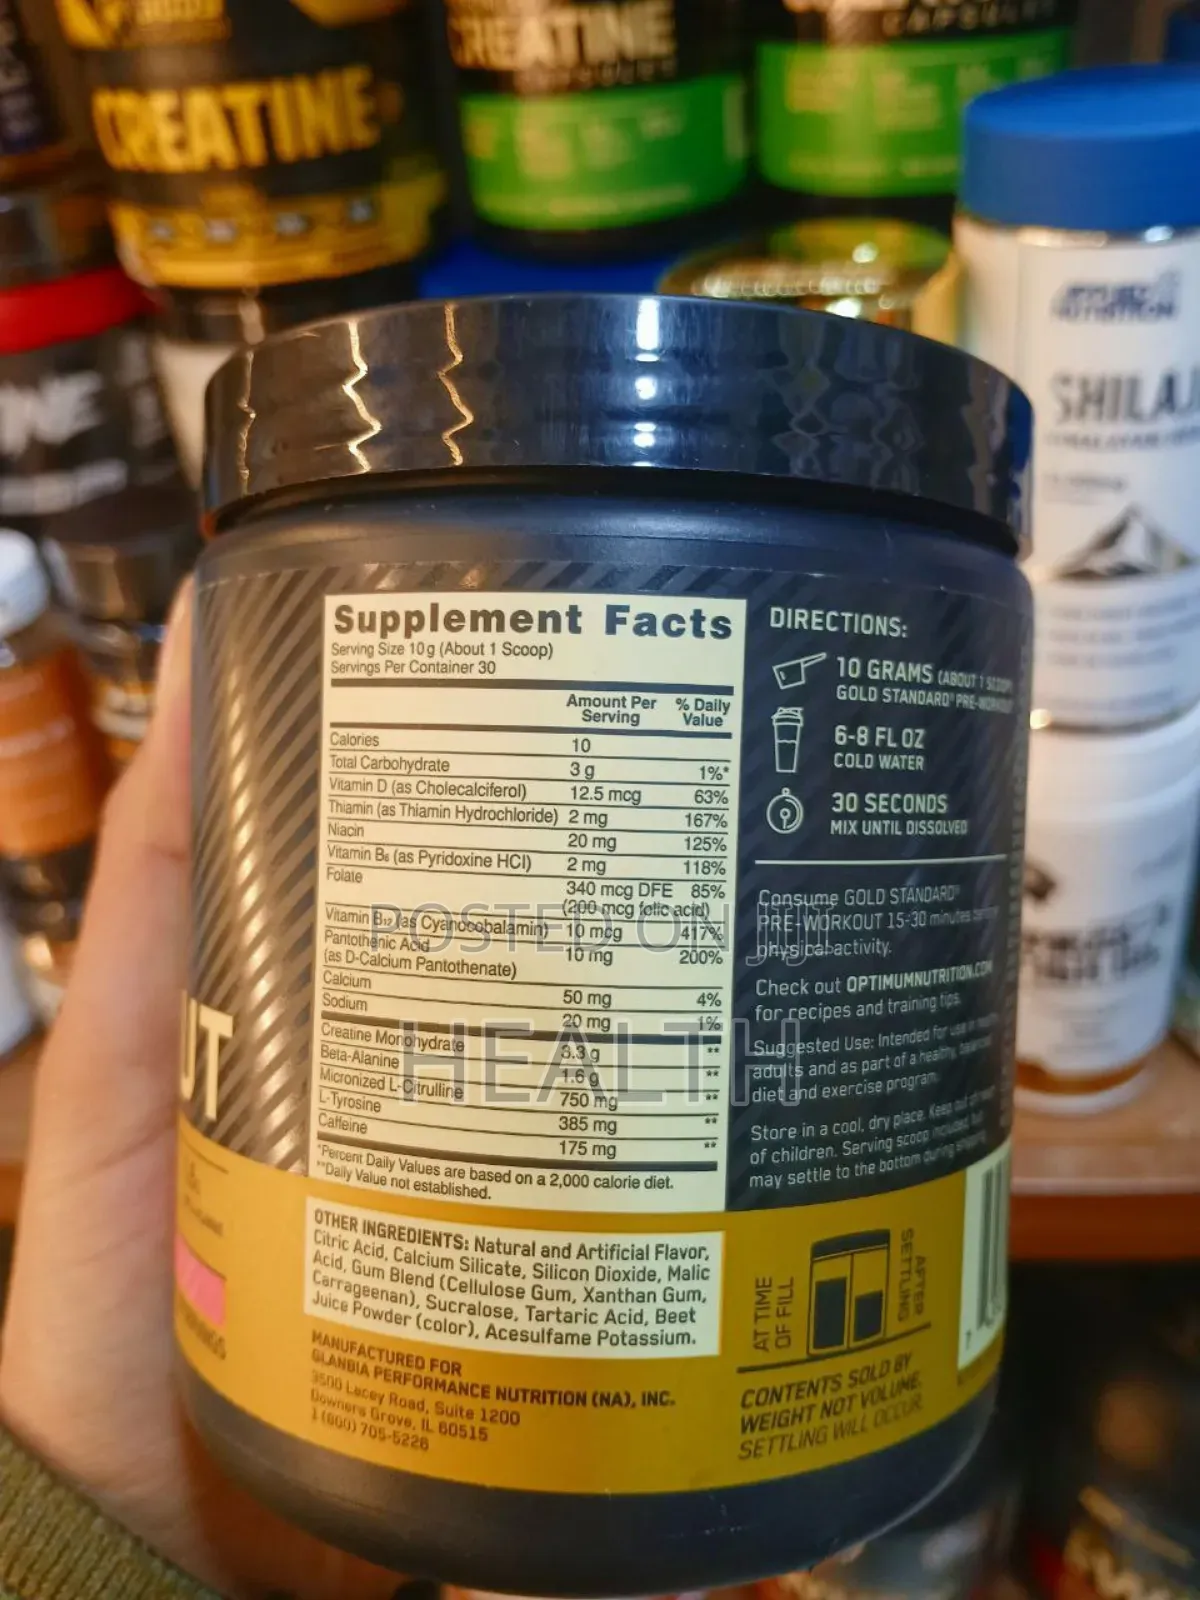 CREATINE+
CREATINE
CAPSULES
CAPSULES
APPLIED
NUTRITION
SHILAJ
Supplement Facts
Serving Size 10 g (About 1 Scoop)
Servings Per Container 30
Amount Per Serving % Daily Value*
Calories 10
Total Carbohydrate 3 g 1%*
Vitamin D (as Cholecalciferol) 12.5 mcg 63%
Thiamin (as Thiamin Hydrochloride) 2 mg 167%
Niacin 20 mg 125%
Vitamin B6 (as Pyridoxine HCl) 2 mg 118%
Folate 340 mcg DFE 85%
(200 mcg folic acid)
Vitamin B12 (as Cyanocobalamin) 10 mcg 417%
Pantothenic Acid 10 mg 200%
(as D-Calcium Pantothenate)
Calcium 50 mg 4%
Sodium 20 mg 1%
Creatine Monohydrate 3.3 g **
Beta-Alanine 1.6 g **
Micronized L-Citrulline 750 mg **
L-Tyrosine 385 mg **
Caffeine 175 mg **
*Percent Daily Values are based on a 2,000 calorie diet.
**Daily Value not established.
OTHER INGREDIENTS: Natural and Artificial Flavor,
Citric Acid, Calcium Silicate, Silicon Dioxide, Malic
Acid, Gum Blend (Cellulose Gum, Xanthan Gum,
Carrageenan), Sucralose, Tartaric Acid, Beet
Juice Powder (color), Acesulfame Potassium.
MANUFACTURED FOR
GLANBIA PERFORMANCE NUTRITION (NA), INC.
3500 Lacey Road, Suite 1200
Downers Grove, IL 60515
1 (800) 705-5226
DIRECTIONS:
10 GRAMS (ABOUT 1 SCOOP)
GOLD STANDARD® PRE-WORKOUT
6-8 FL OZ
COLD WATER
30 SECONDS
MIX UNTIL DISSOLVED
Consume GOLD STANDARD®
PRE-WORKOUT 15-30 minutes before
physical activity.
Check out OPTIMUMNUTRITION.COM
for recipes and training tips.
Suggested Use: Intended for use in healthy
adults and as part of a healthy, balanced
diet and exercise program.
Store in a cool, dry place. Keep out of reach
of children. Serving scoop included, but
may settle to the bottom during shipping.
AT TIME
OF FILL
AFTER
SETTLING
CONTENTS SOLD BY
WEIGHT NOT VOLUME.
SETTLING WILL OCCUR.
UT
POSTED ON Jiji
HEALTH